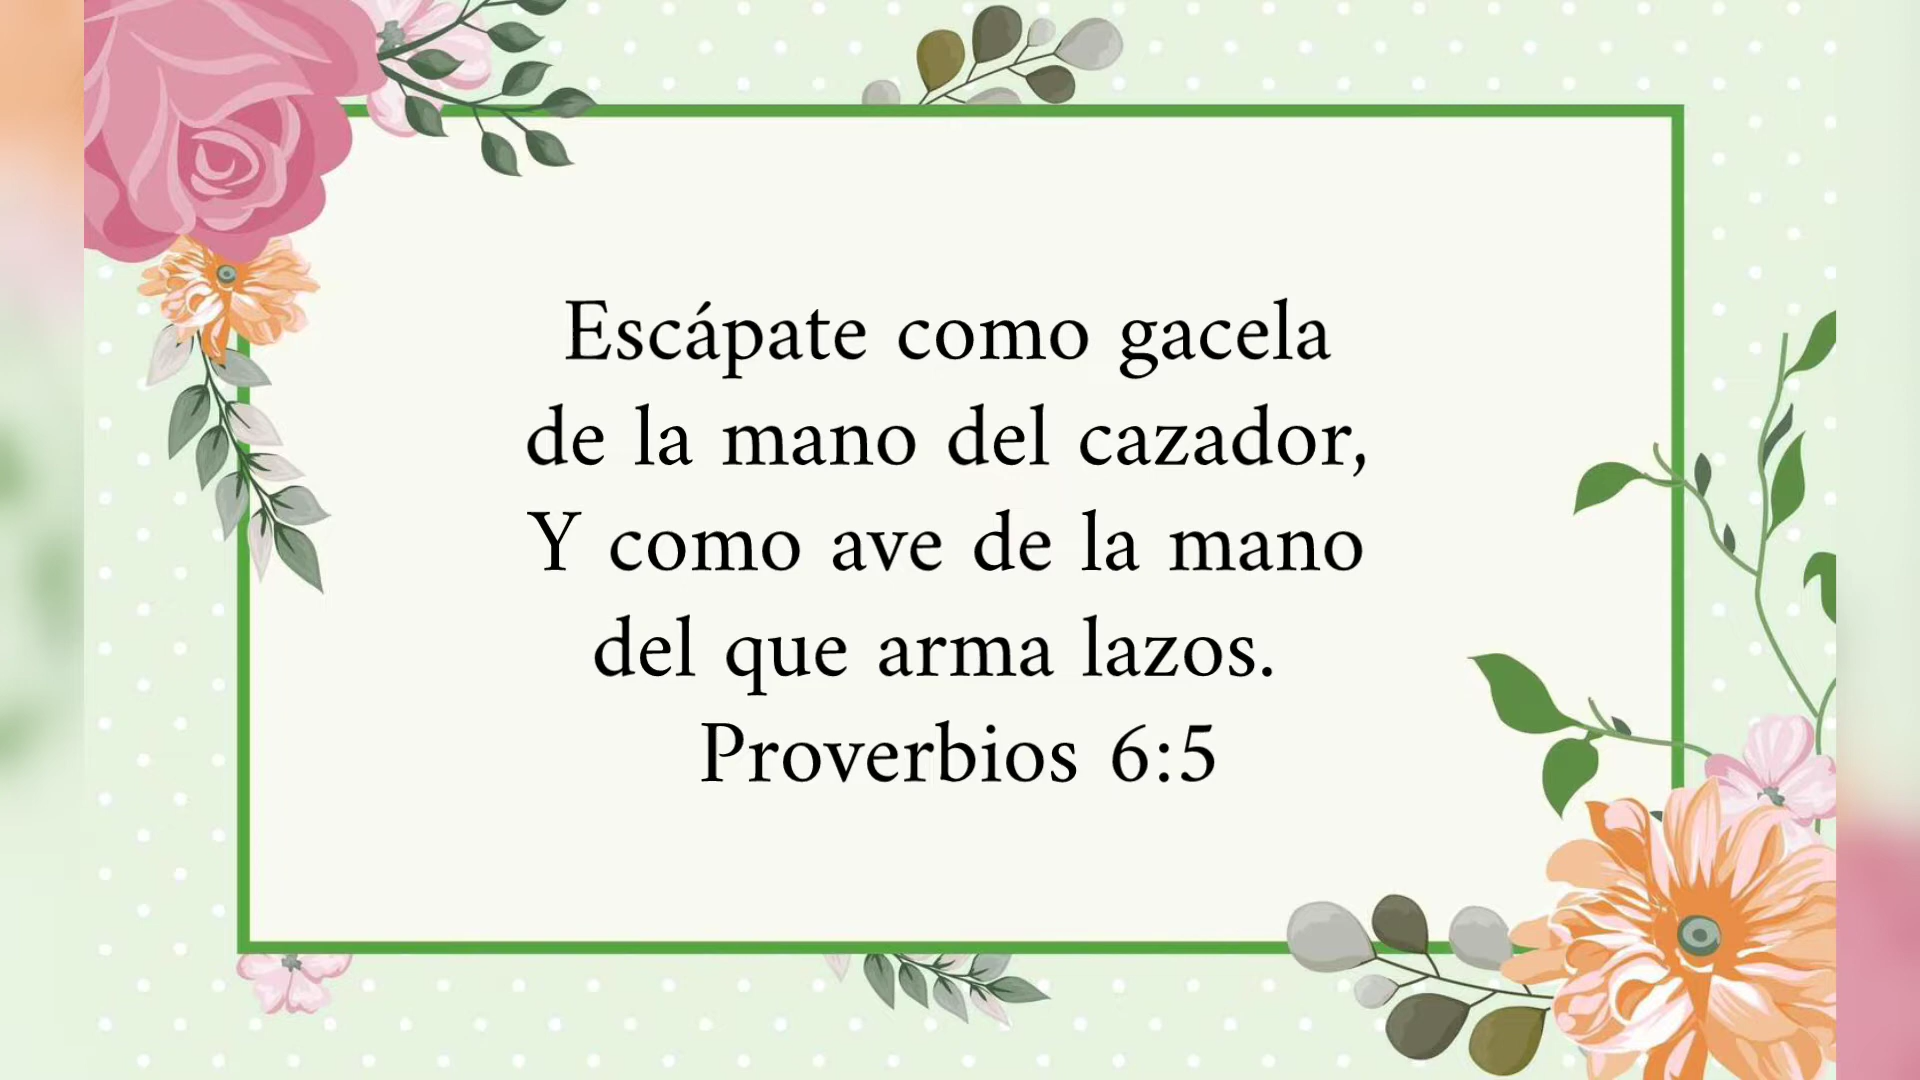 Escápate como gacela
de la mano del cazador,
Y como ave de la mano
del que arma lazos.
Proverbios 6:5